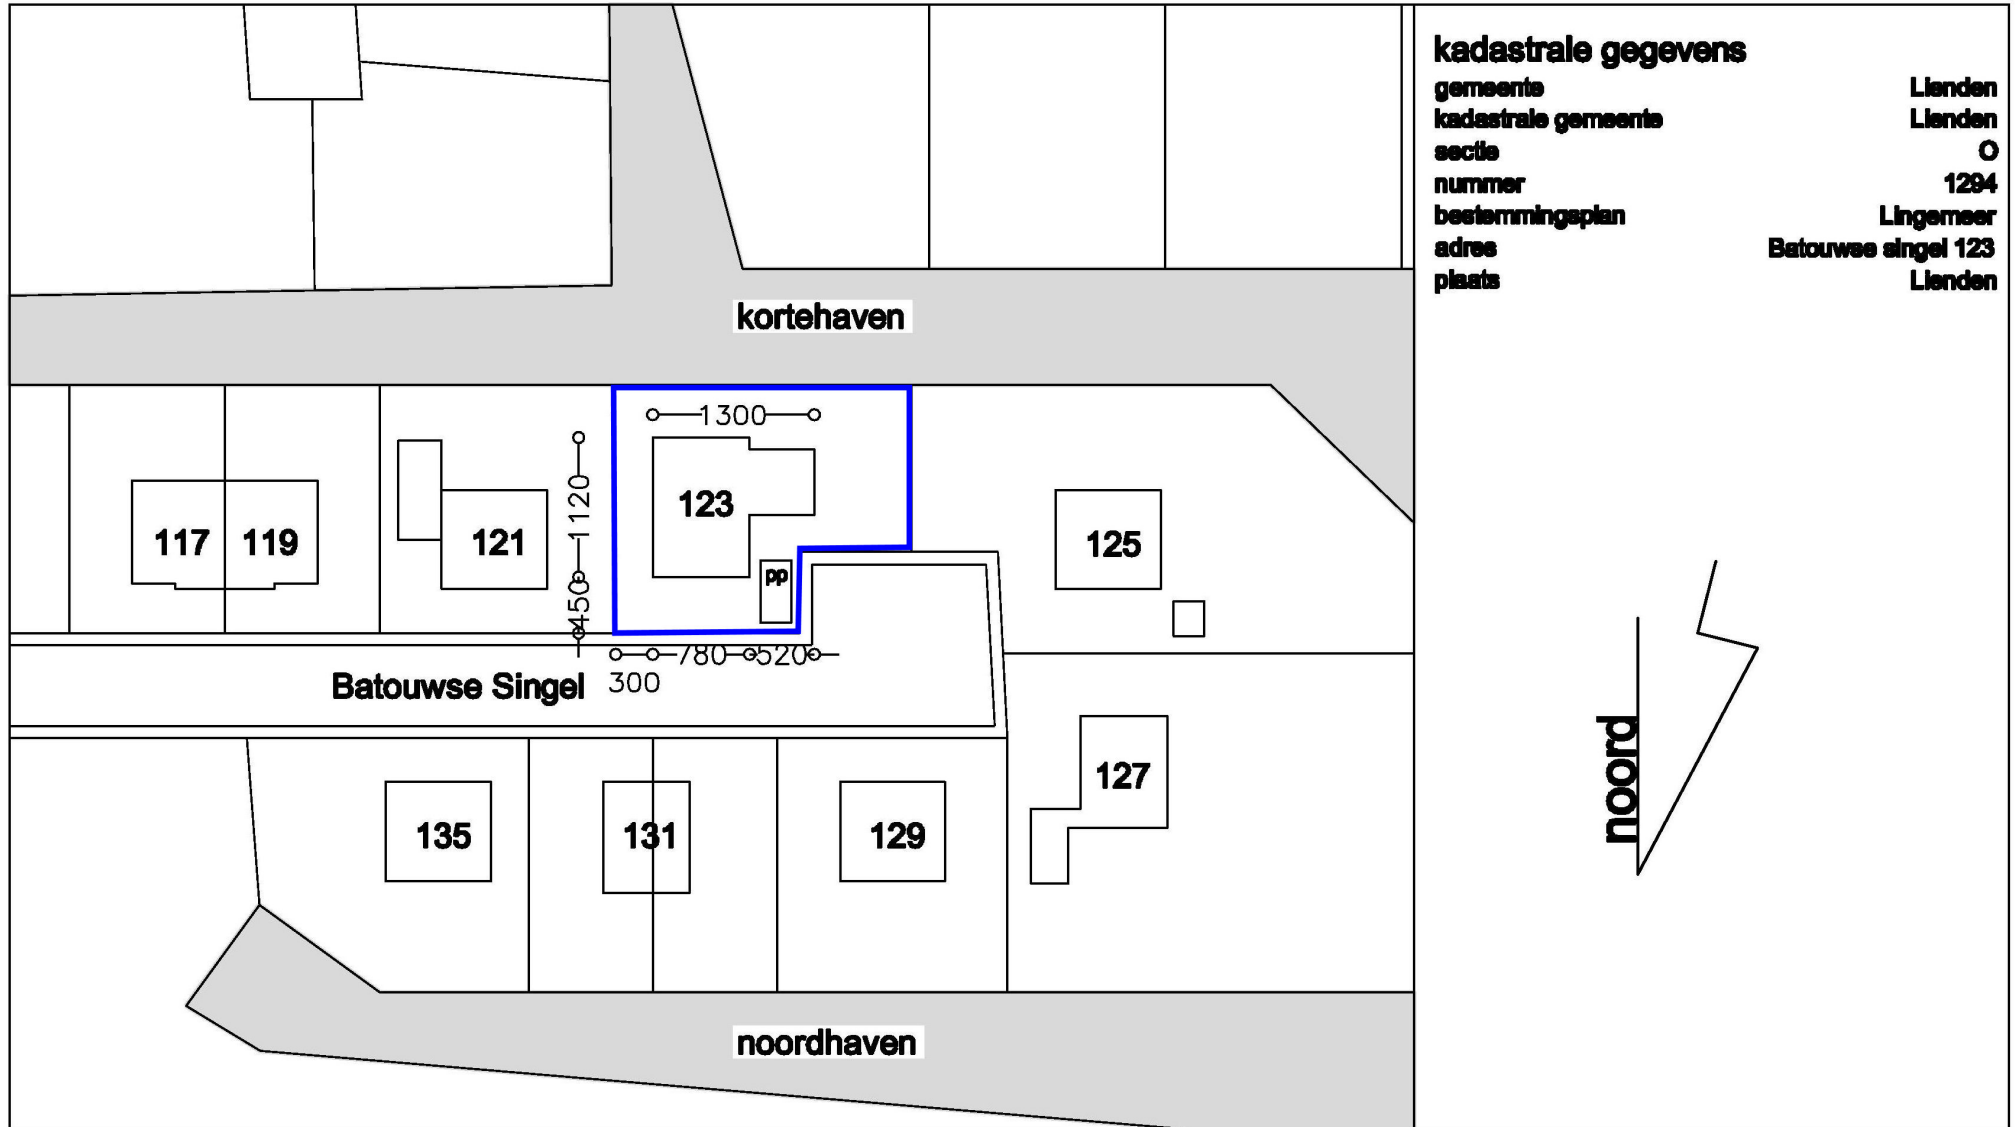 kadastrale gegevens
gemeente Lienden
kadastrale gemeente Lienden
sectie O
nummer 1294
bestemmingsplan Lingemeer
adres Batouwse singel 123
plaats Lienden
kortehaven
1300
1120
450
117 119 121 123 125
pp
780 520
300
Batouwse Singel
127
135 131 129
noord
noordhaven